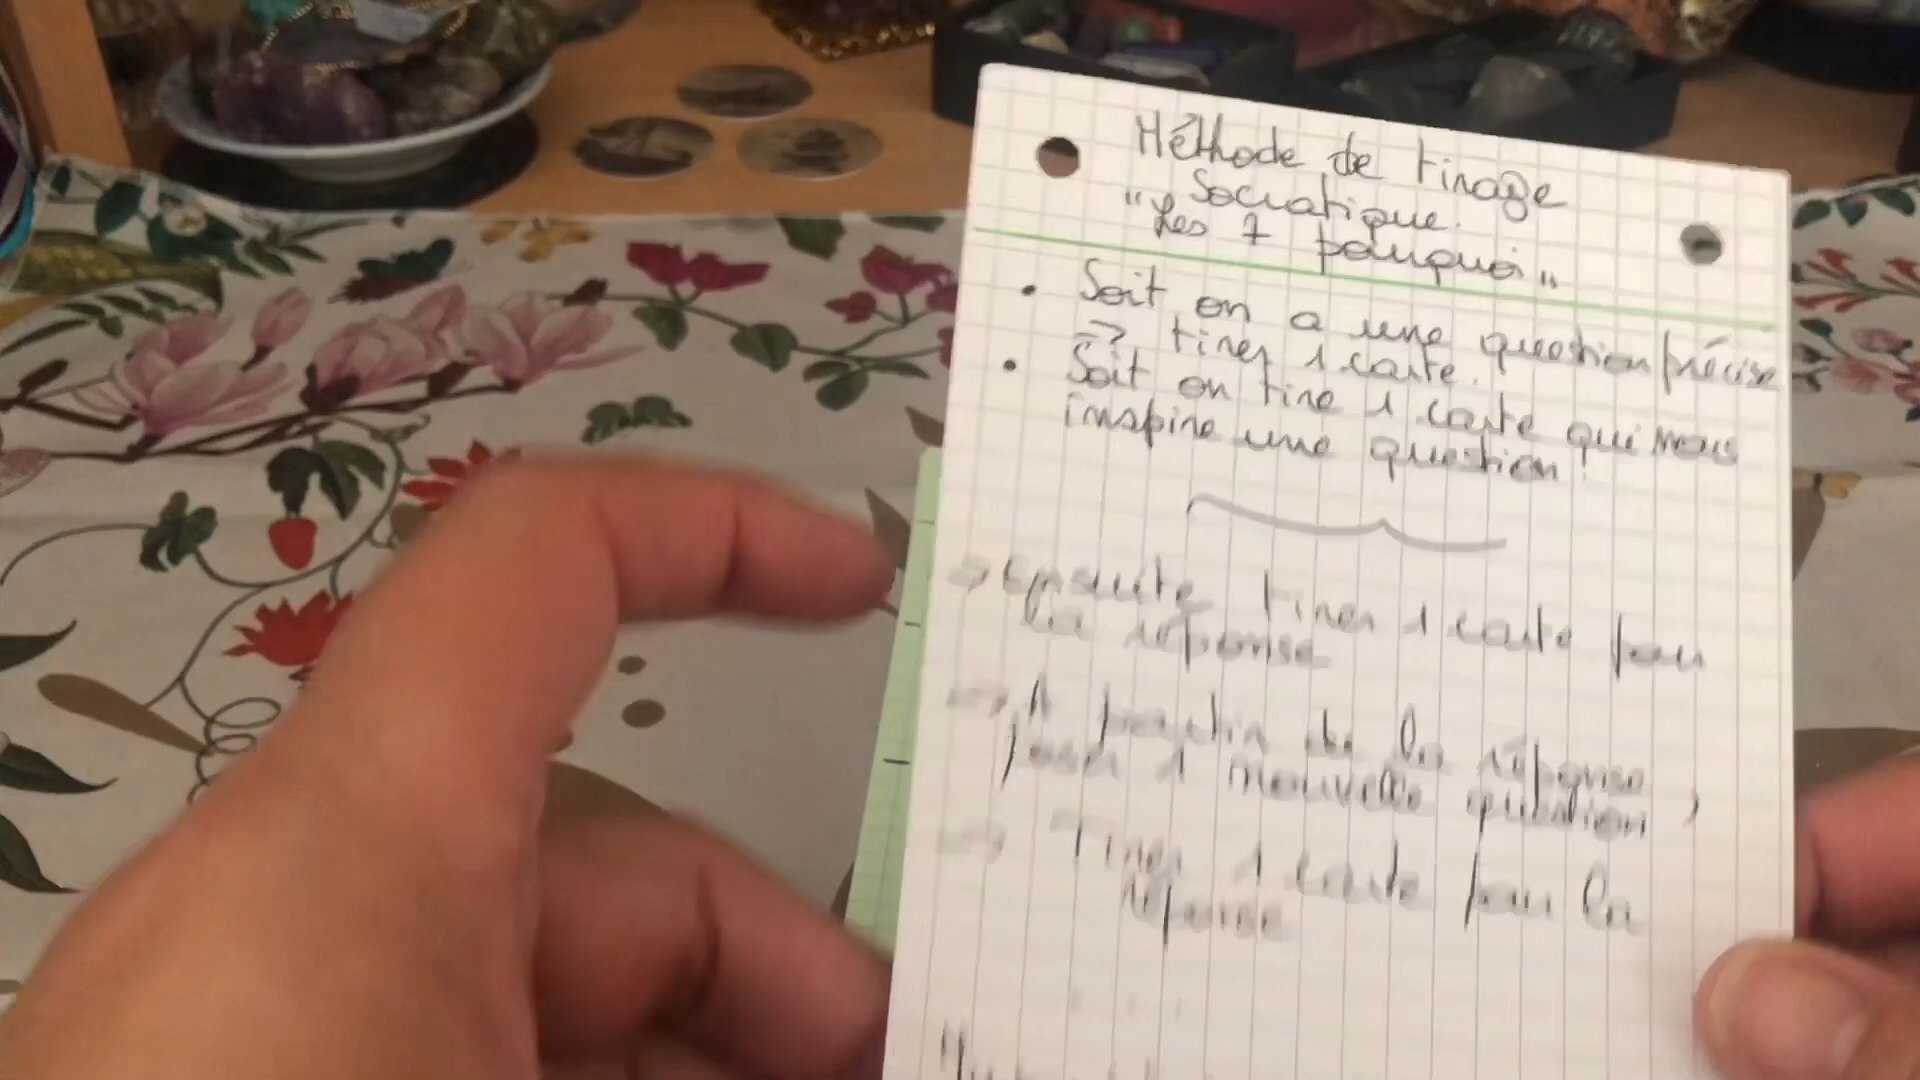 Méthode de tirage
Socratique.
"Les 7 pourquoi"
• Soit on a une question précise
=> tirer 1 carte.
• Soit on tire 1 carte qui nous
inspire une question!
=> Ensuite tirer 1 carte pour
la réponse
=> A partir de la réponse,
poser 1 nouvelle question
=> Tirer 1 carte pour la
réponse